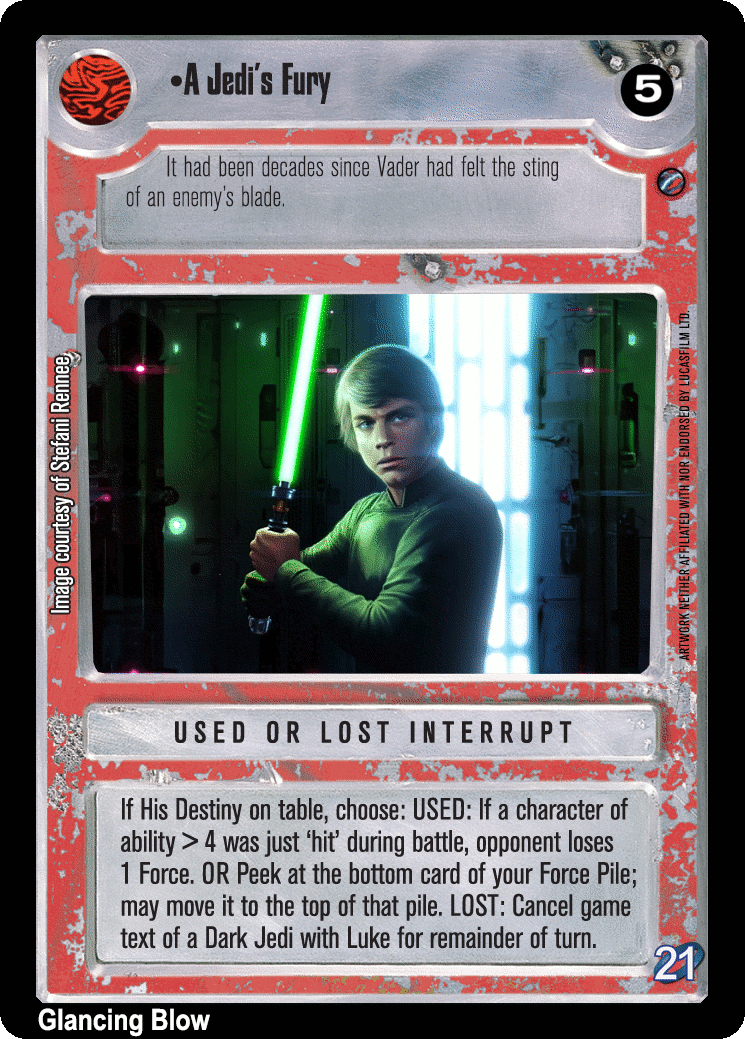 •A Jedi's Fury
5
It had been decades since Vader had felt the sting
of an enemy's blade.
Image courtesy of Stefani Rennee
ARTWORK NEITHER AFFILIATED WITH NOR ENDORSED BY LUCASFILM LTD.
USED OR LOST INTERRUPT
If His Destiny on table, choose: USED: If a character of
ability > 4 was just ‘hit’ during battle, opponent loses
1 Force. OR Peek at the bottom card of your Force Pile;
may move it to the top of that pile. LOST: Cancel game
text of a Dark Jedi with Luke for remainder of turn.
21
Glancing Blow